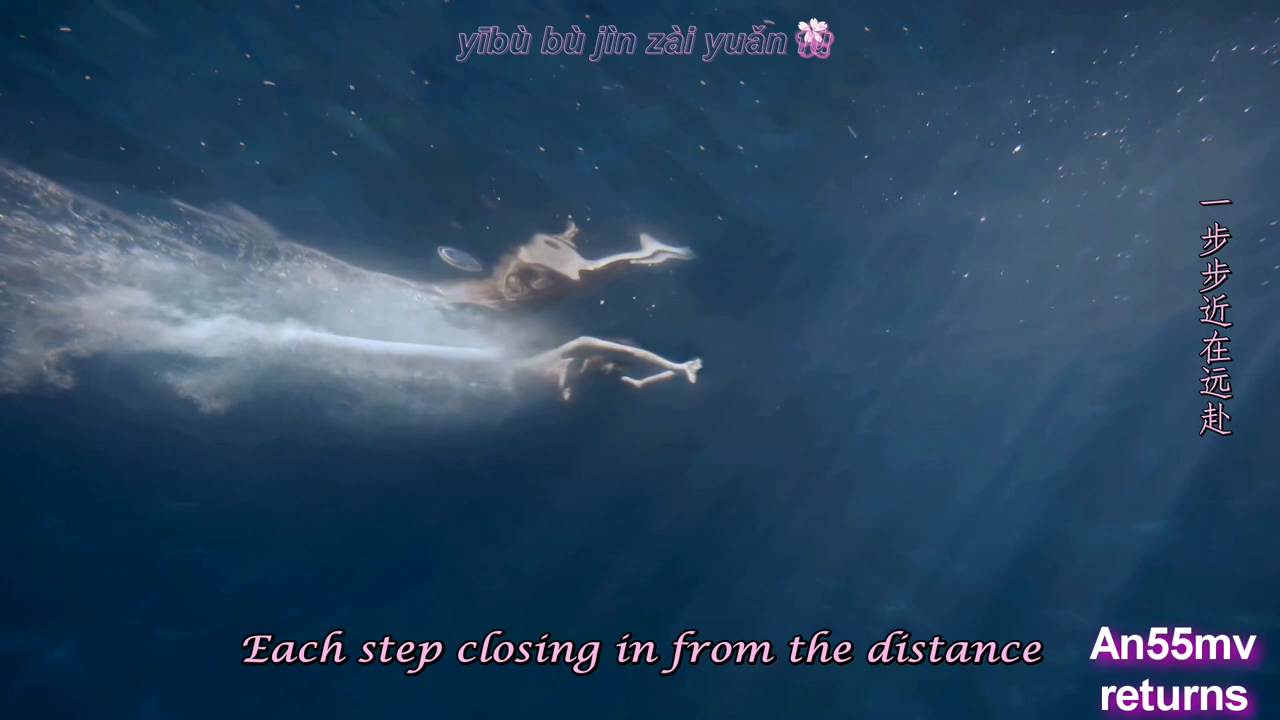 yībù bù jìn zài yuǎn
一步步近在远赴
Each step closing in from the distance
An55mv
returns